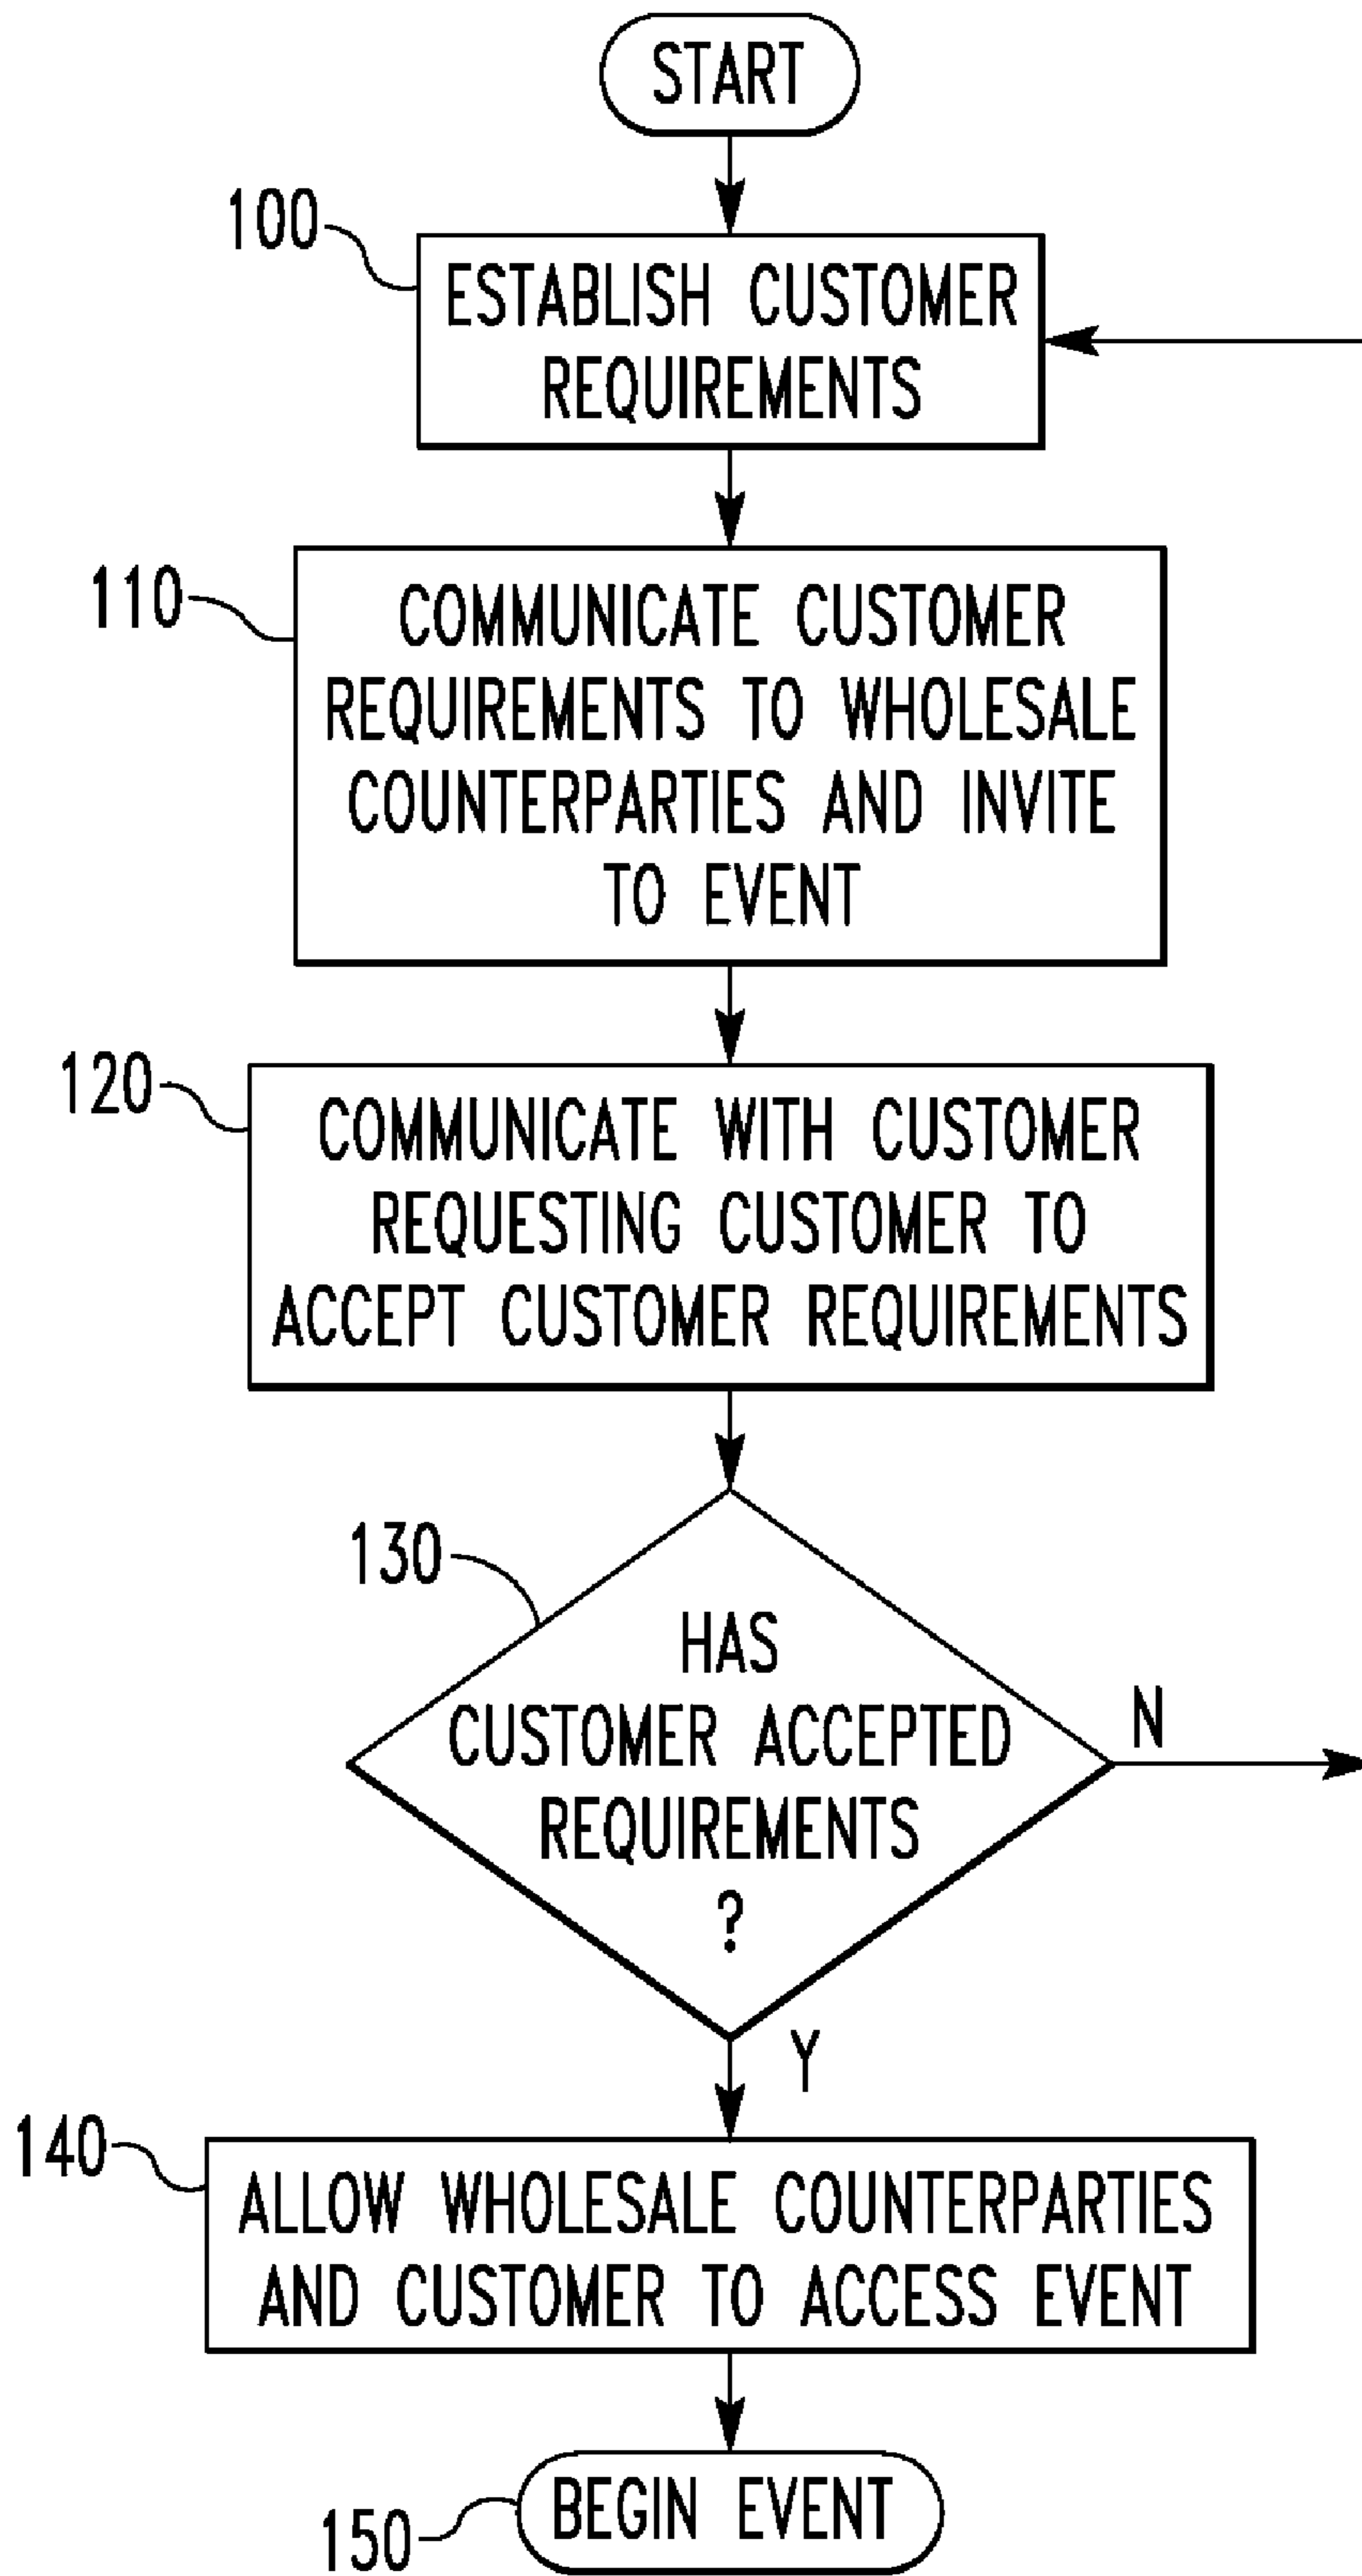 START
100
ESTABLISH CUSTOMER
REQUIREMENTS
110
COMMUNICATE CUSTOMER
REQUIREMENTS TO WHOLESALE
COUNTERPARTIES AND INVITE
TO EVENT
120
COMMUNICATE WITH CUSTOMER
REQUESTING CUSTOMER TO
ACCEPT CUSTOMER REQUIREMENTS
130
HAS
CUSTOMER ACCEPTED
REQUIREMENTS
?
N
Y
140
ALLOW WHOLESALE COUNTERPARTIES
AND CUSTOMER TO ACCESS EVENT
150
BEGIN EVENT